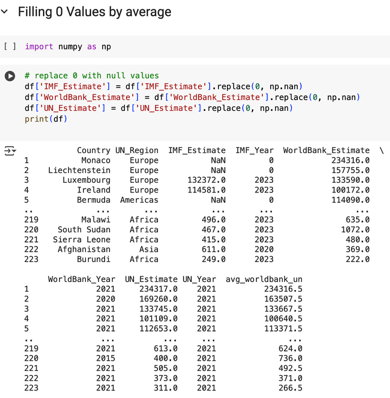 Filling 0 Values by average
[ ] import numpy as np
# replace 0 with null values
df['IMF_Estimate'] = df['IMF_Estimate'].replace(0, np.nan)
df['WorldBank_Estimate'] = df['WorldBank_Estimate'].replace(0, np.nan)
df['UN_Estimate'] = df['UN_Estimate'].replace(0, np.nan)
print(df)
Country UN_Region IMF_Estimate IMF_Year WorldBank_Estimate \
1 Monaco Europe NaN 0 234316.0
2 Liechtenstein Europe NaN 0 157755.0
3 Luxembourg Europe 132372.0 2023 133590.0
4 Ireland Europe 114581.0 2023 100172.0
5 Bermuda Americas NaN 0 114090.0
.. ... ... ... ... ...
219 Malawi Africa 496.0 2023 635.0
220 South Sudan Africa 467.0 2023 1072.0
221 Sierra Leone Africa 415.0 2023 480.0
222 Afghanistan Asia 611.0 2020 369.0
223 Burundi Africa 249.0 2023 222.0
WorldBank_Year UN_Estimate UN_Year avg_worldbank_un
1 2021 234317.0 2021 234316.5
2 2020 169260.0 2021 163507.5
3 2021 133745.0 2021 133667.5
4 2021 101109.0 2021 100640.5
5 2021 112653.0 2021 113371.5
.. ... ... ... ...
219 2021 613.0 2021 624.0
220 2015 400.0 2021 736.0
221 2021 505.0 2021 492.5
222 2021 373.0 2021 371.0
223 2021 311.0 2021 266.5